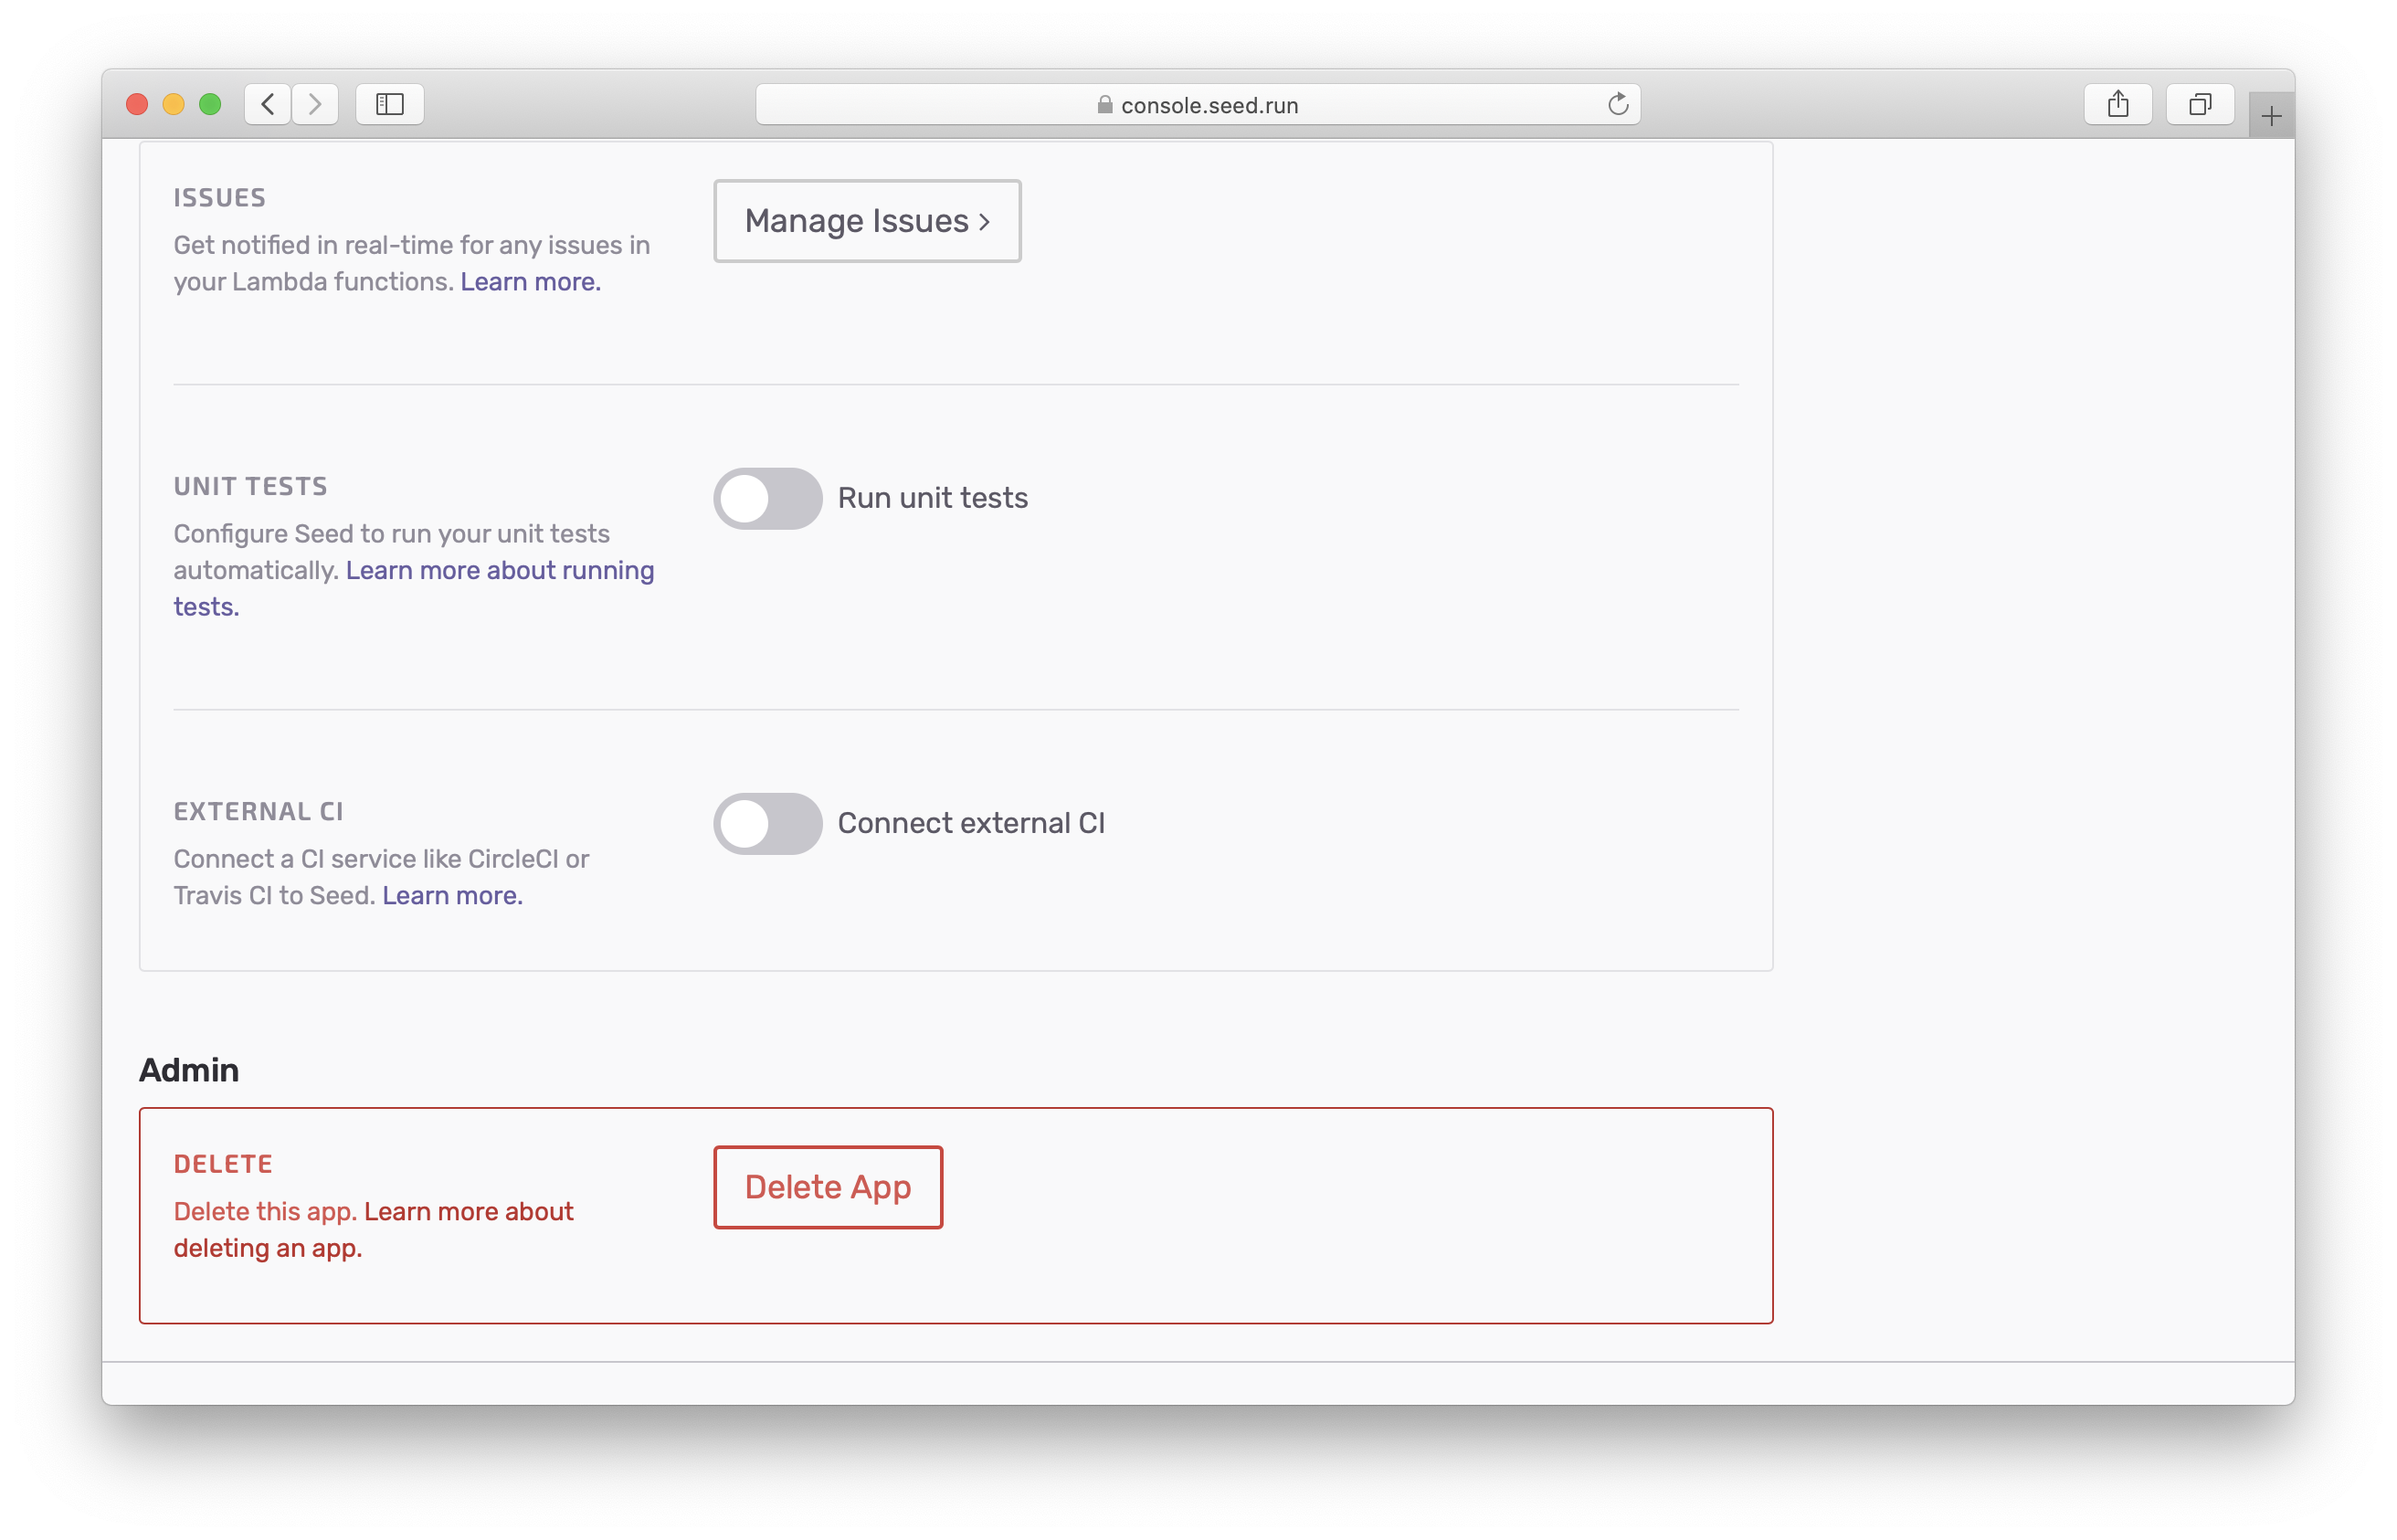 console.seed.run
ISSUES
Manage Issues ›
Get notified in real-time for any issues in
your Lambda functions. Learn more.
UNIT TESTS
Run unit tests
Configure Seed to run your unit tests
automatically. Learn more about running
tests.
EXTERNAL CI
Connect external CI
Connect a CI service like CircleCI or
Travis CI to Seed. Learn more.
Admin
DELETE
Delete App
Delete this app. Learn more about
deleting an app.